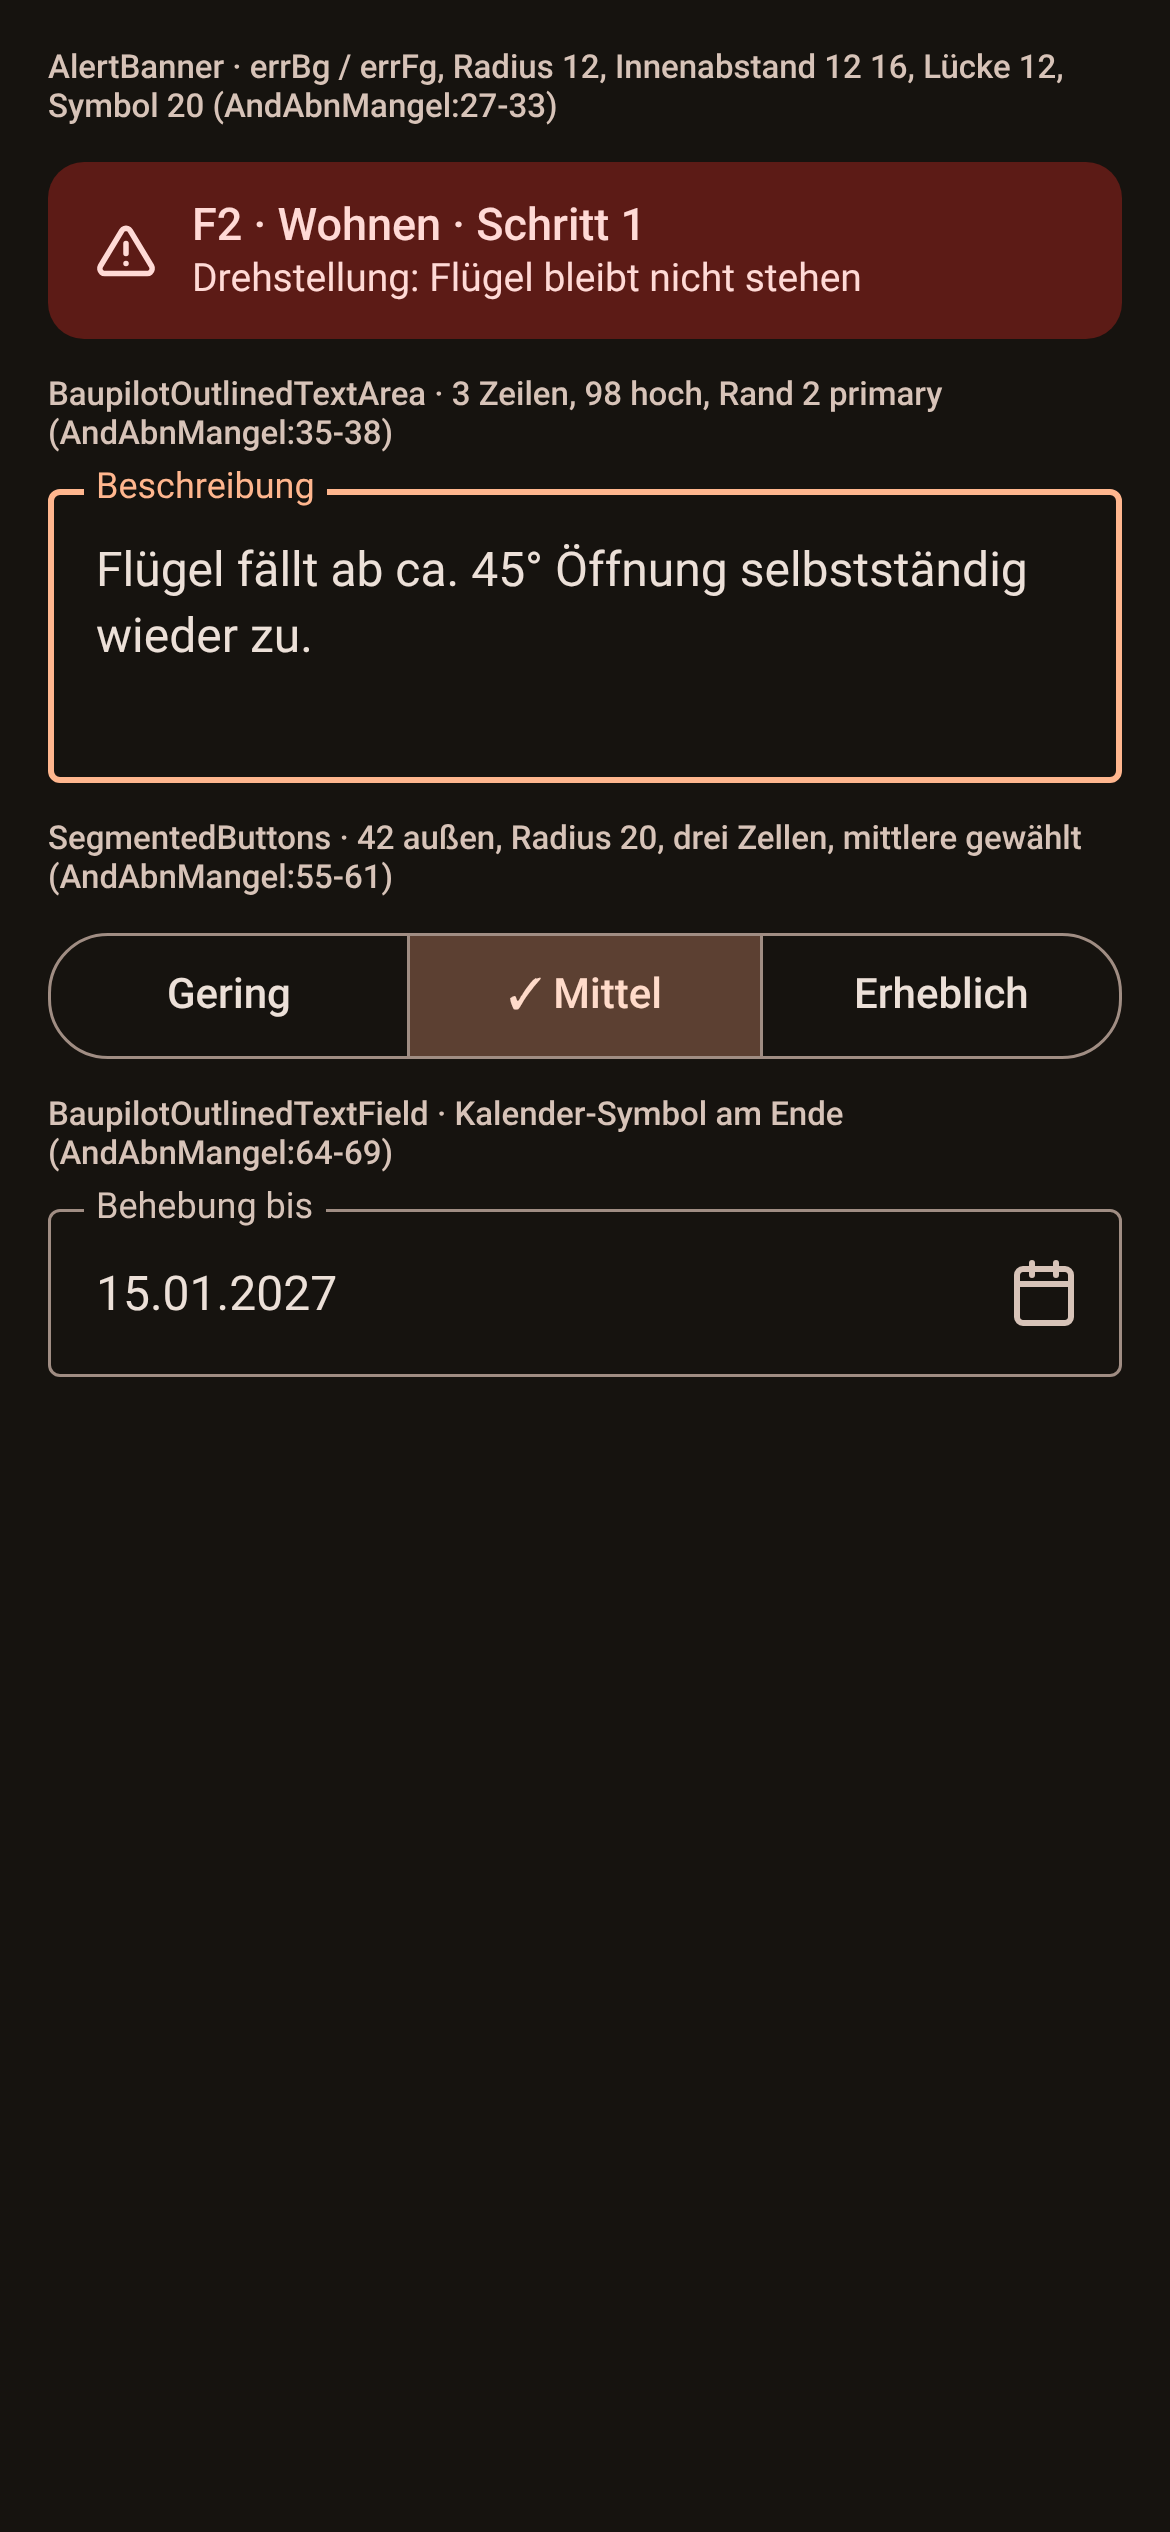 AlertBanner · errBg / errFg, Radius 12, Innenabstand 12 16, Lücke 12,
Symbol 20 (AndAbnMangel:27-33)
F2 · Wohnen · Schritt 1
Drehstellung: Flügel bleibt nicht stehen
BaupilotOutlinedTextArea · 3 Zeilen, 98 hoch, Rand 2 primary
(AndAbnMangel:35-38)
Beschreibung
Flügel fällt ab ca. 45° Öffnung selbstständig
wieder zu.
SegmentedButtons · 42 außen, Radius 20, drei Zellen, mittlere gewählt
(AndAbnMangel:55-61)
Gering ✓ Mittel Erheblich
BaupilotOutlinedTextField · Kalender-Symbol am Ende
(AndAbnMangel:64-69)
Behebung bis
15.01.2027